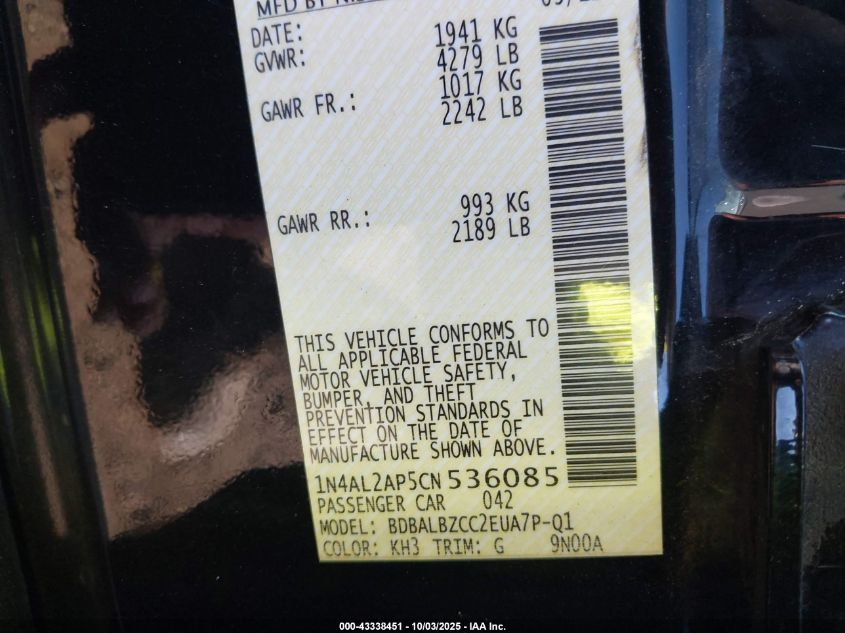 MFD BY
DATE:
1941 KG
GVWR: 4279 LB
1017 KG
GAWR FR.: 2242 LB
993 KG
GAWR RR.: 2189 LB
THIS VEHICLE CONFORMS TO
ALL APPLICABLE FEDERAL
MOTOR VEHICLE SAFETY,
BUMPER, AND THEFT
PREVENTION STANDARDS IN
EFFECT ON THE DATE OF
MANUFACTURE SHOWN ABOVE.
1N4AL2AP5CN536085
PASSENGER CAR 042
MODEL: BDBALBZCC2EUA7P-Q1
COLOR: KH3 TRIM: G 9N00A
000-43338451 - 10/03/2025 - IAA Inc.